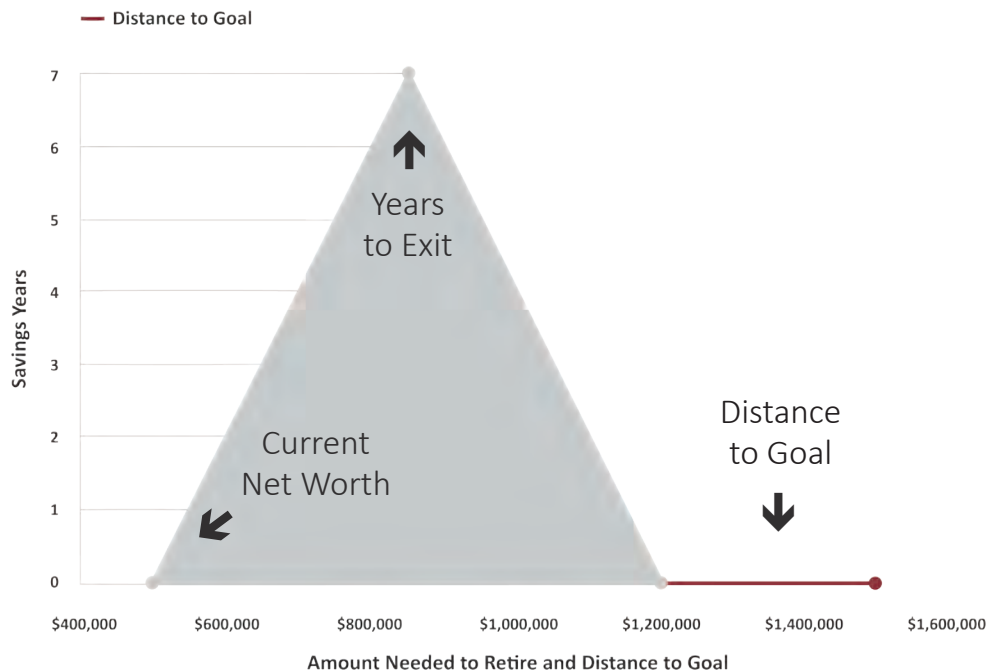 Distance to Goal
7
6
5
4
3
2
1
0
Savings Years
Years
to Exit
Current
Net Worth
Distance
to Goal
$400,000
$600,000
$800,000
$1,000,000
$1,200,000
$1,400,000
$1,600,000
Amount Needed to Retire and Distance to Goal